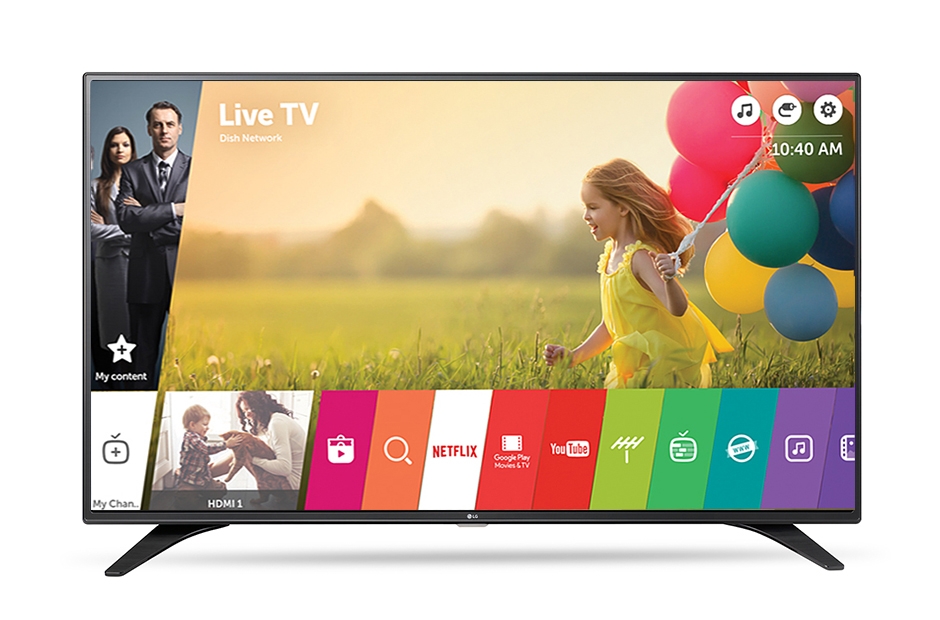 Live TV
Dish Network
10:40 AM
My content
My Chan..
HDMI 1
NETFLIX
Google Play
Movies & TV
YouTube
WWW
LG